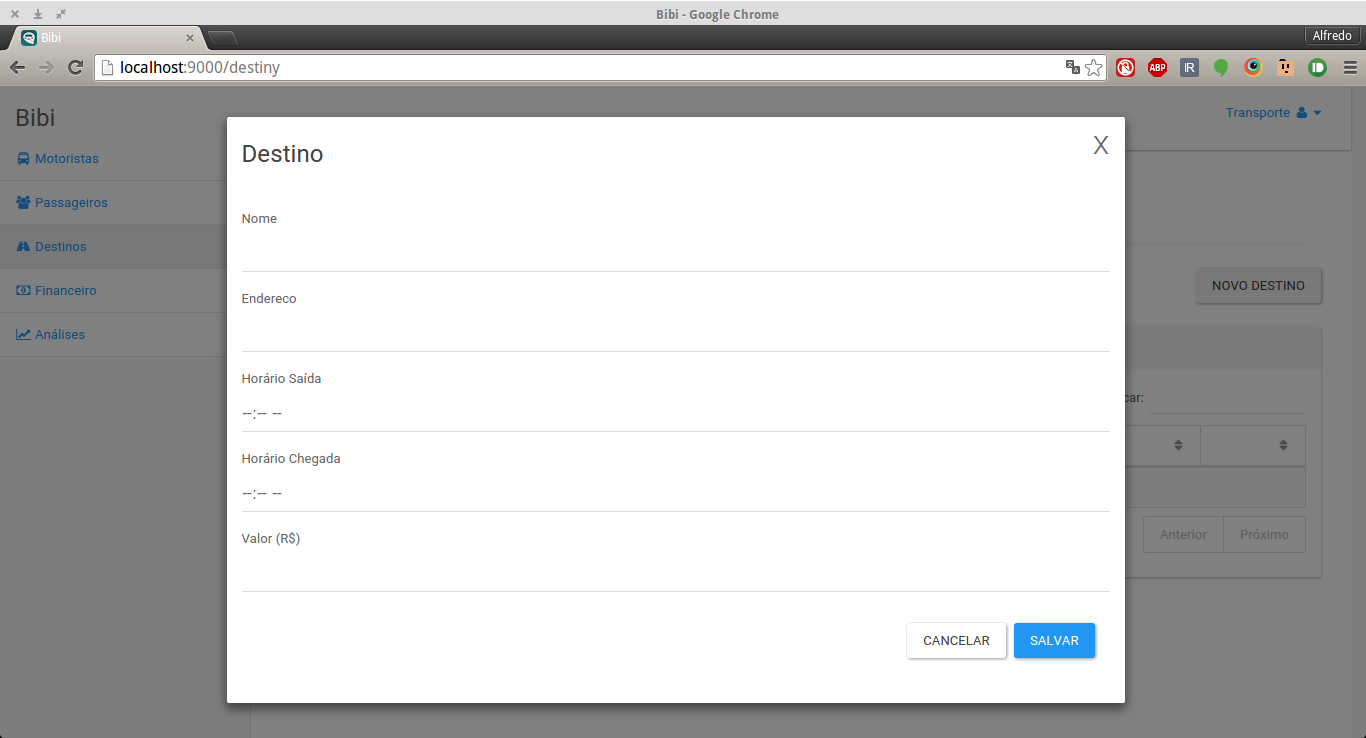 Bibi - Google Chrome
Bibi
Alfredo
localhost:9000/destiny
ABP
R
Bibi
Transporte
Motoristas
Passageiros
Destinos
Financeiro
Análises
Destino
X
Nome
Endereco
Horário Saída
--:-- --
Horário Chegada
--:-- --
Valor (R$)
CANCELAR
SALVAR
NOVO DESTINO
car:
Anterior
Próximo